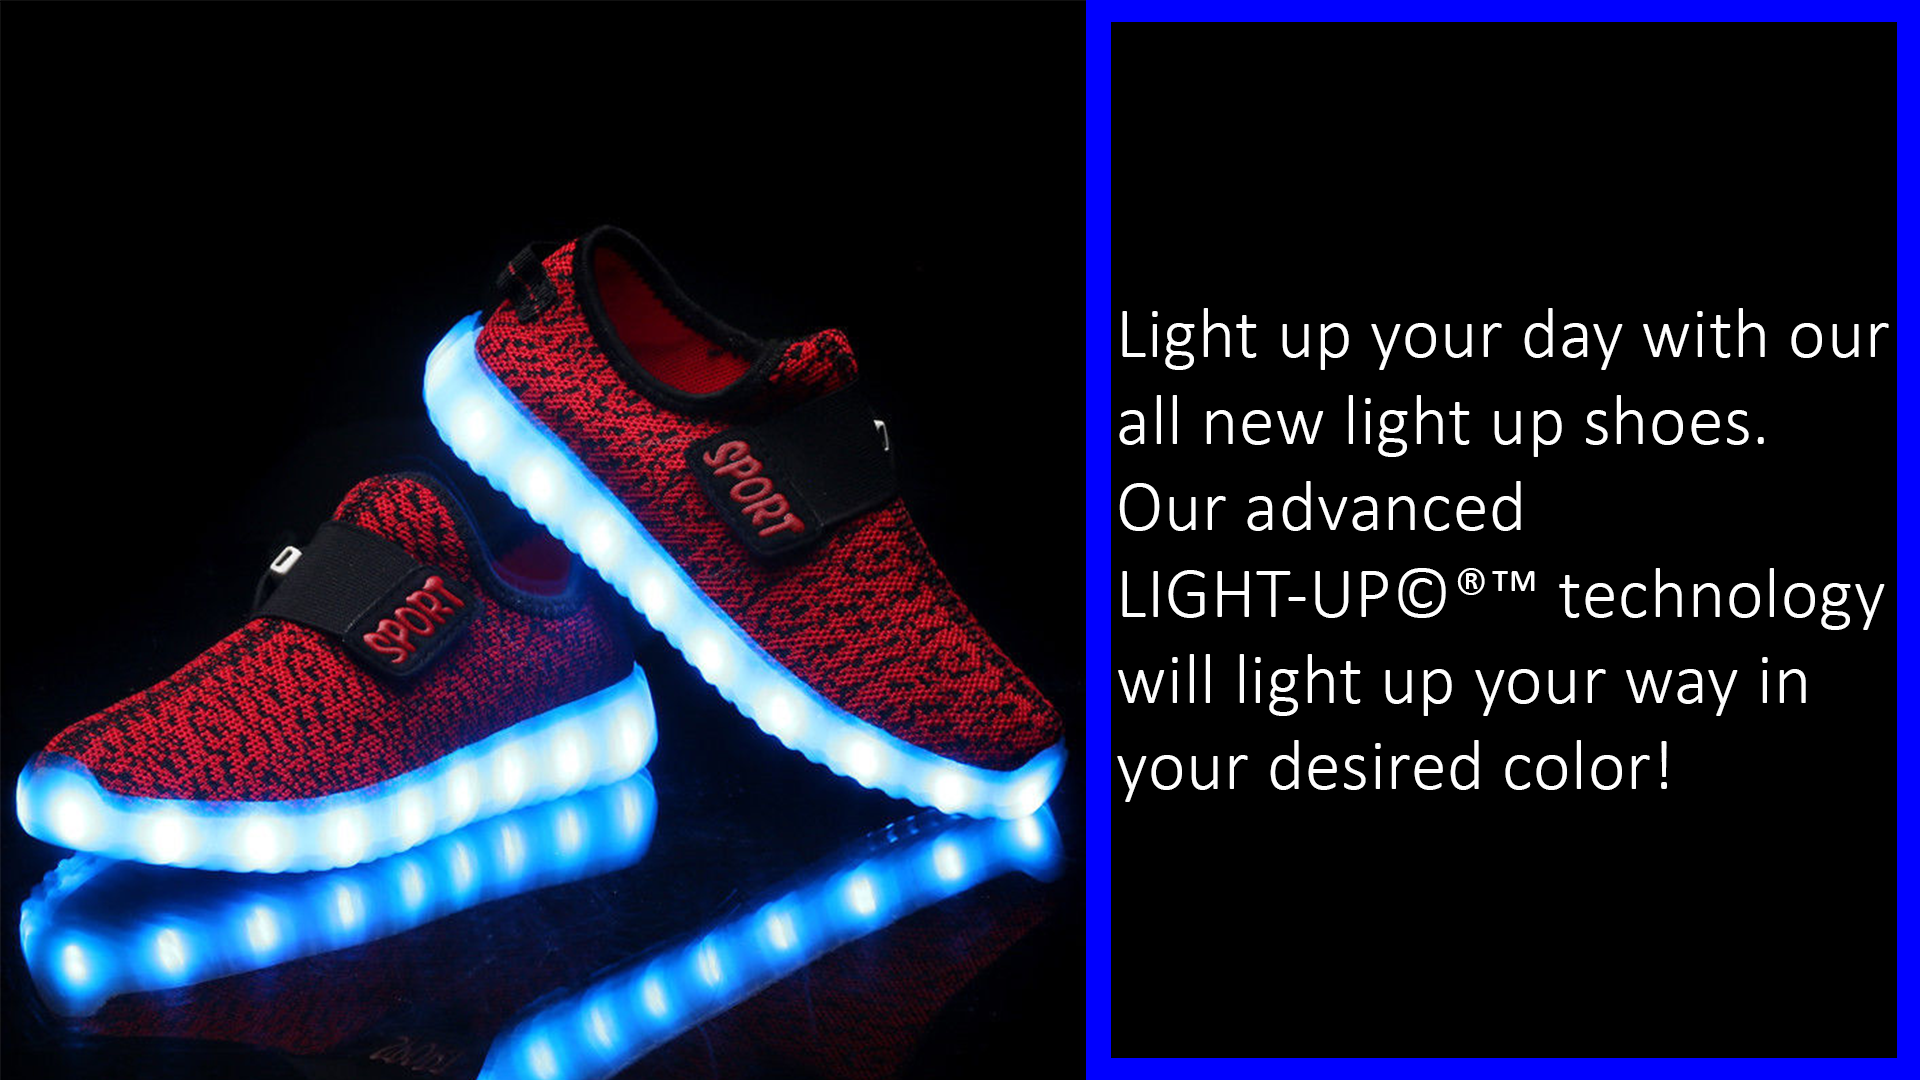 SPORT
SPORT
Light up your day with our
all new light up shoes.
Our advanced
LIGHT-UP©®™ technology
will light up your way in
your desired color!